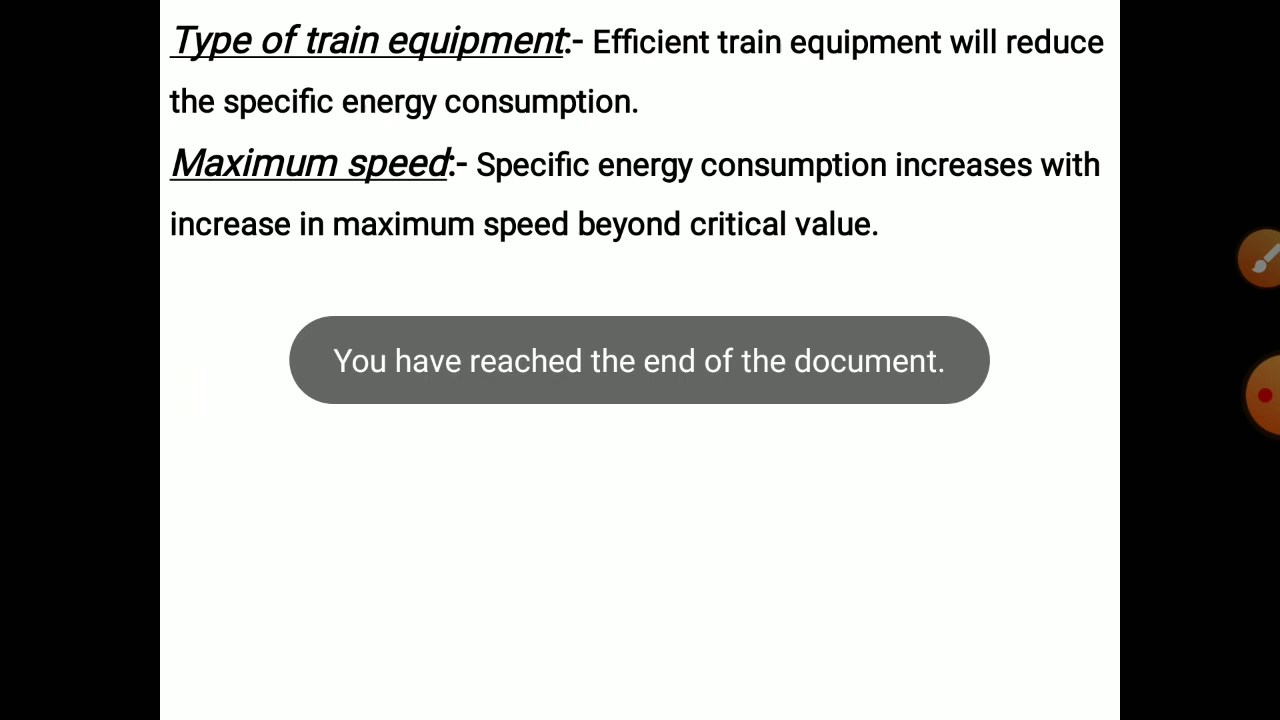 Type of train equipment:- Efficient train equipment will reduce
the specific energy consumption.
Maximum speed:- Specific energy consumption increases with
increase in maximum speed beyond critical value.
You have reached the end of the document.